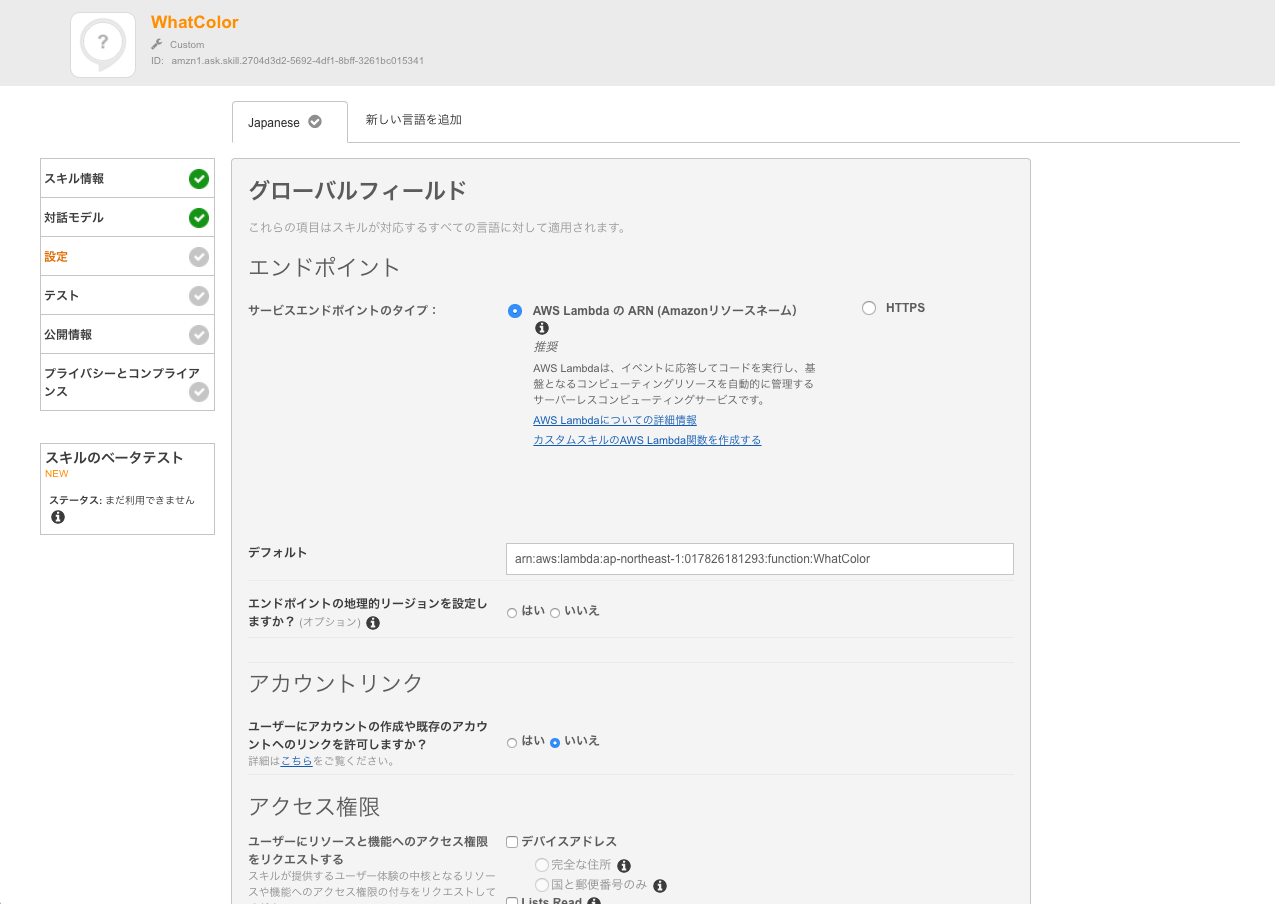 WhatColor
Custom
ID: amzn1.ask.skill.2704d3d2-5692-4df1-8bff-3261bc015341
Japanese
新しい言語を追加
スキル情報
対話モデル
設定
テスト
公開情報
プライバシーとコンプライア
ンス
スキルのベータテスト
NEW
ステータス: まだ利用できません
グローバルフィールド
これらの項目はスキルが対応するすべての言語に対して適用されます。
エンドポイント
サービスエンドポイントのタイプ：
AWS Lambda の ARN (Amazonリソースネーム）
HTTPS
推奨
AWS Lambdaは、イベントに応答してコードを実行し、基
盤となるコンピューティングリソースを自動的に管理する
サーバーレスコンピューティングサービスです。
AWS Lambdaについての詳細情報
カスタムスキルのAWS Lambda関数を作成する
デフォルト
arn:aws:lambda:ap-northeast-1:017826181293:function:WhatColor
エンドポイントの地理的リージョンを設定し
ますか？ (オプション)
はい いいえ
アカウントリンク
ユーザーにアカウントの作成や既存のアカウ
ントへのリンクを許可しますか？
詳細はこちらをご覧ください。
はい いいえ
アクセス権限
ユーザーにリソースと機能へのアクセス権限
をリクエストする
スキルが提供するユーザー体験の中核となるリソー
スや機能へのアクセス権限の付与をリクエストして
デバイスアドレス
完全な住所
国と郵便番号のみ
Lists Read